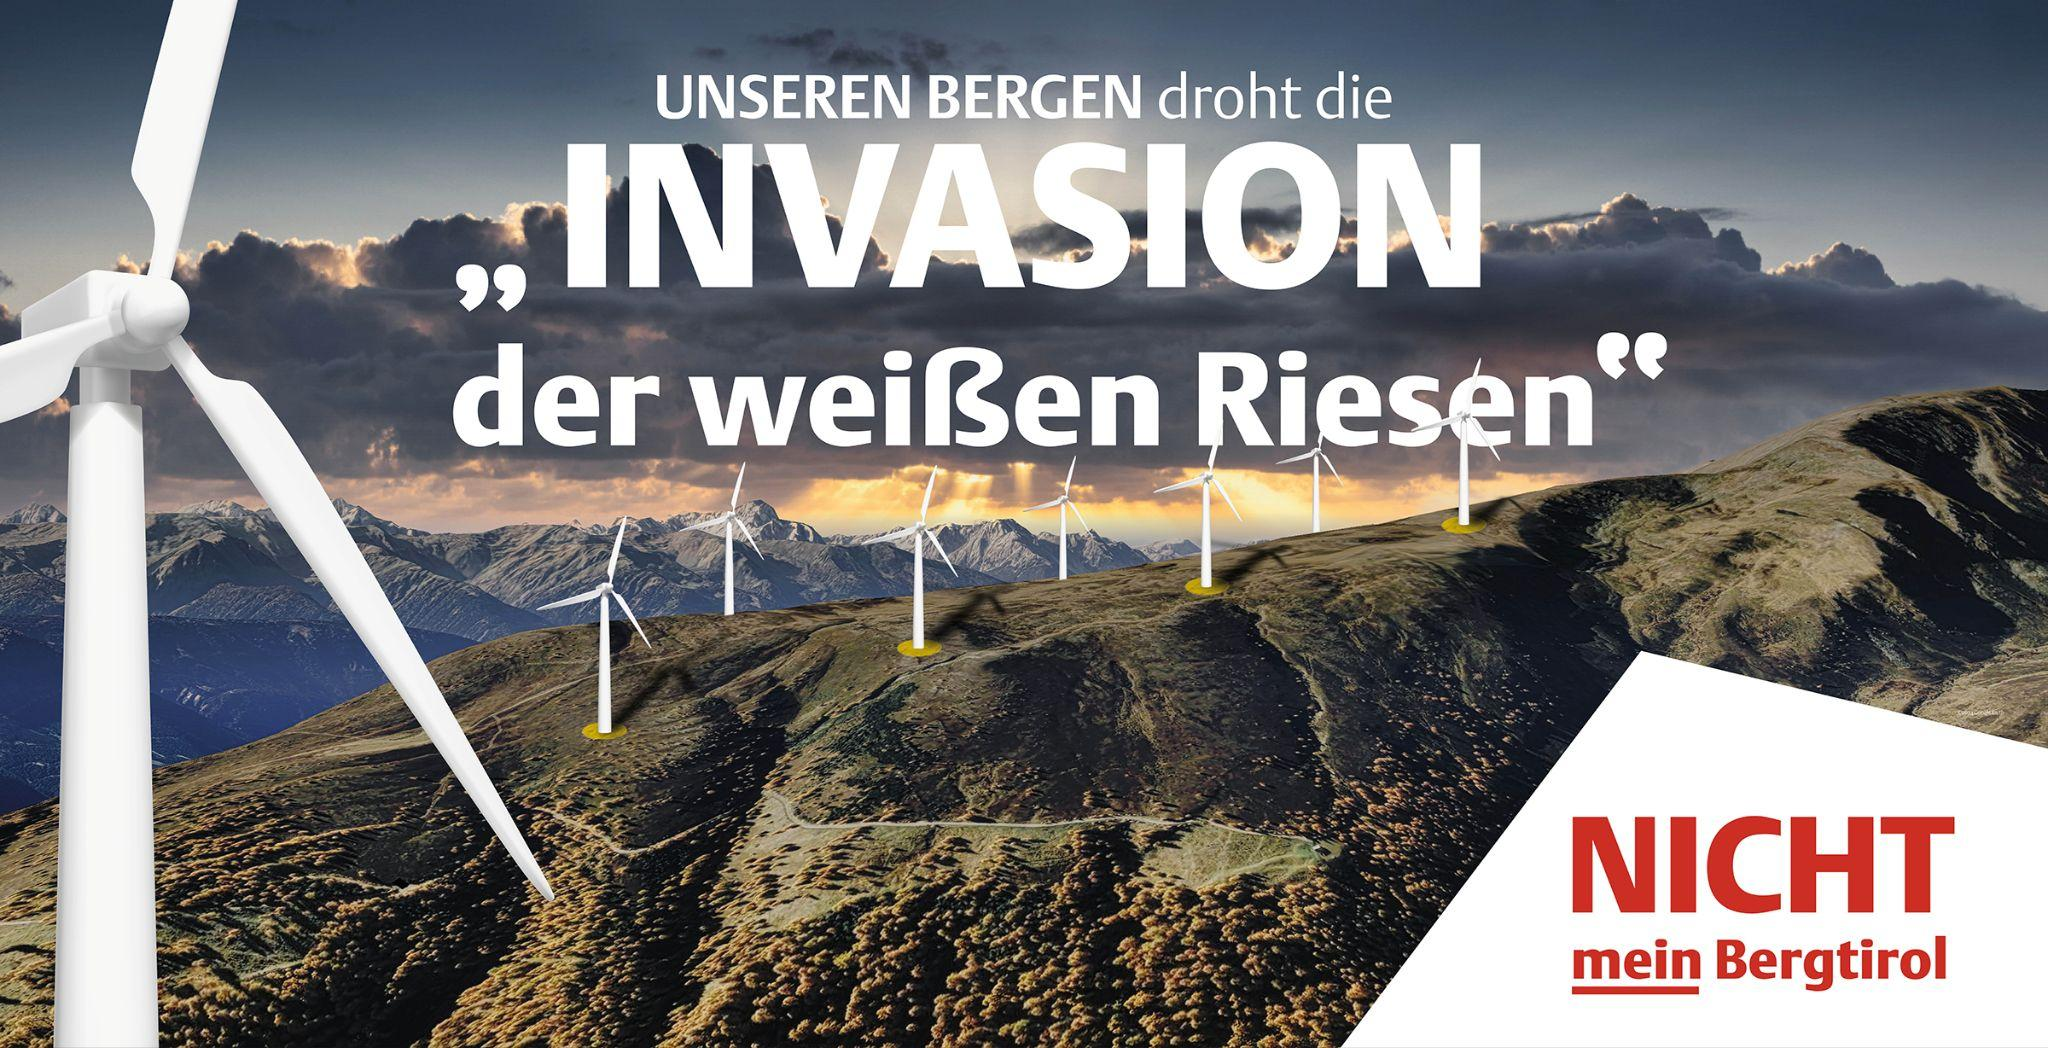 UNSEREN BERGEN droht die
„INVASION
der weißen Riesen“
NICHT
mein Bergtirol